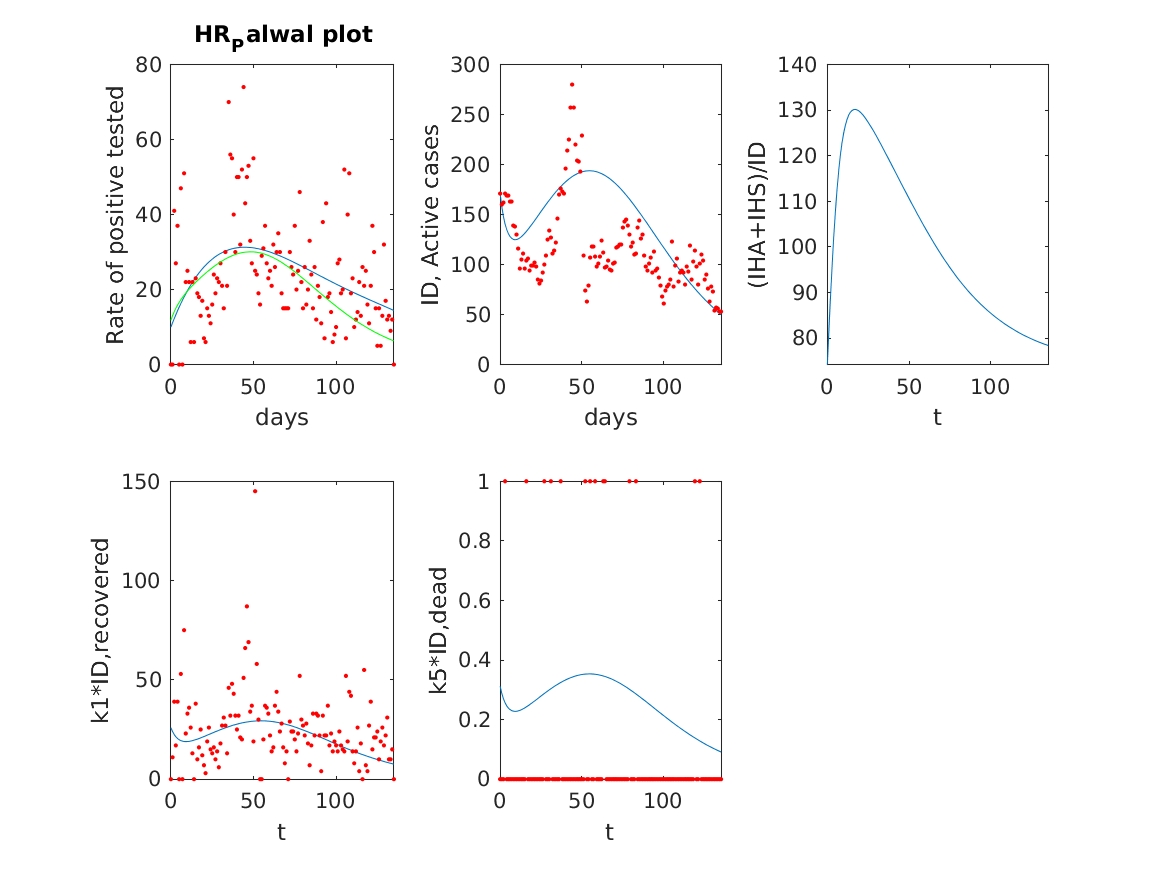 HR_Palwal plot
80
60
40
20
0
0 50 100
Rate of positive tested
days
300
250
200
150
100
50
0
0 50 100
ID, Active cases
days
140
130
120
110
100
90
80
0 50 100
(IHA+IHS)/ID
t
150
100
50
0
0 50 100
k1*ID,recovered
t
1
0.8
0.6
0.4
0.2
0
0 50 100
k5*ID,dead
t